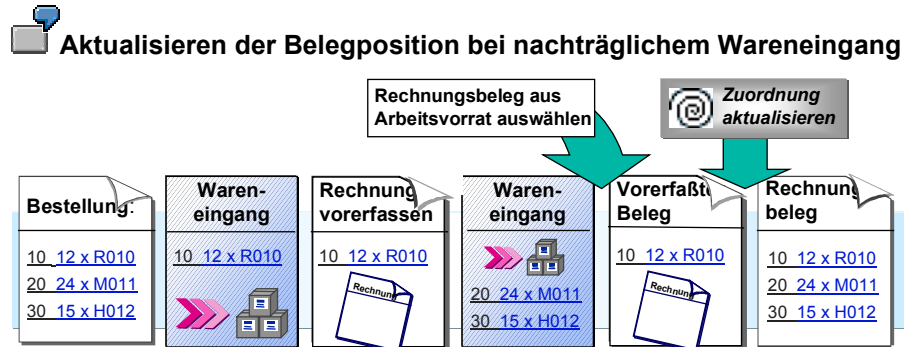 Aktualisieren der Belegposition bei nachträglichem Wareneingang
Rechnungsbeleg aus
Arbeitsvorrat auswählen
Zuordnung
aktualisieren
Bestellung:
10 12 x R010
20 24 x M011
30 15 x H012
Waren-
eingang
10 12 x R010
Rechnung
vorerfassen
10 12 x R010
Rechnung
Waren-
eingang
20 24 x M011
30 15 x H012
Vorerfaßte
Beleg
10 12 x R010
Rechnung
Rechnung
beleg
10 12 x R010
20 24 x M011
30 15 x H012